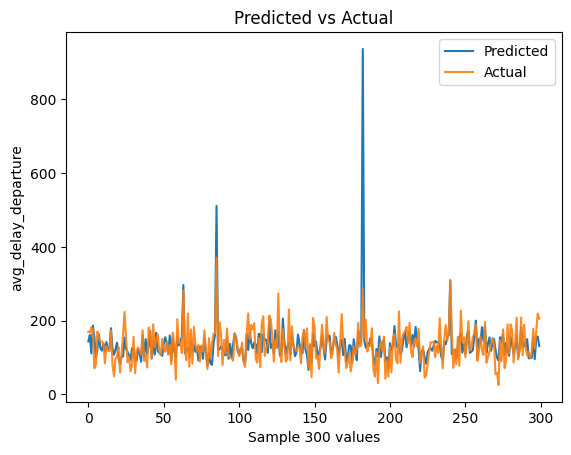 Predicted vs Actual
Predicted
Actual
avg_delay_departure
800
600
400
200
0
0 50 100 150 200 250 300
Sample 300 values